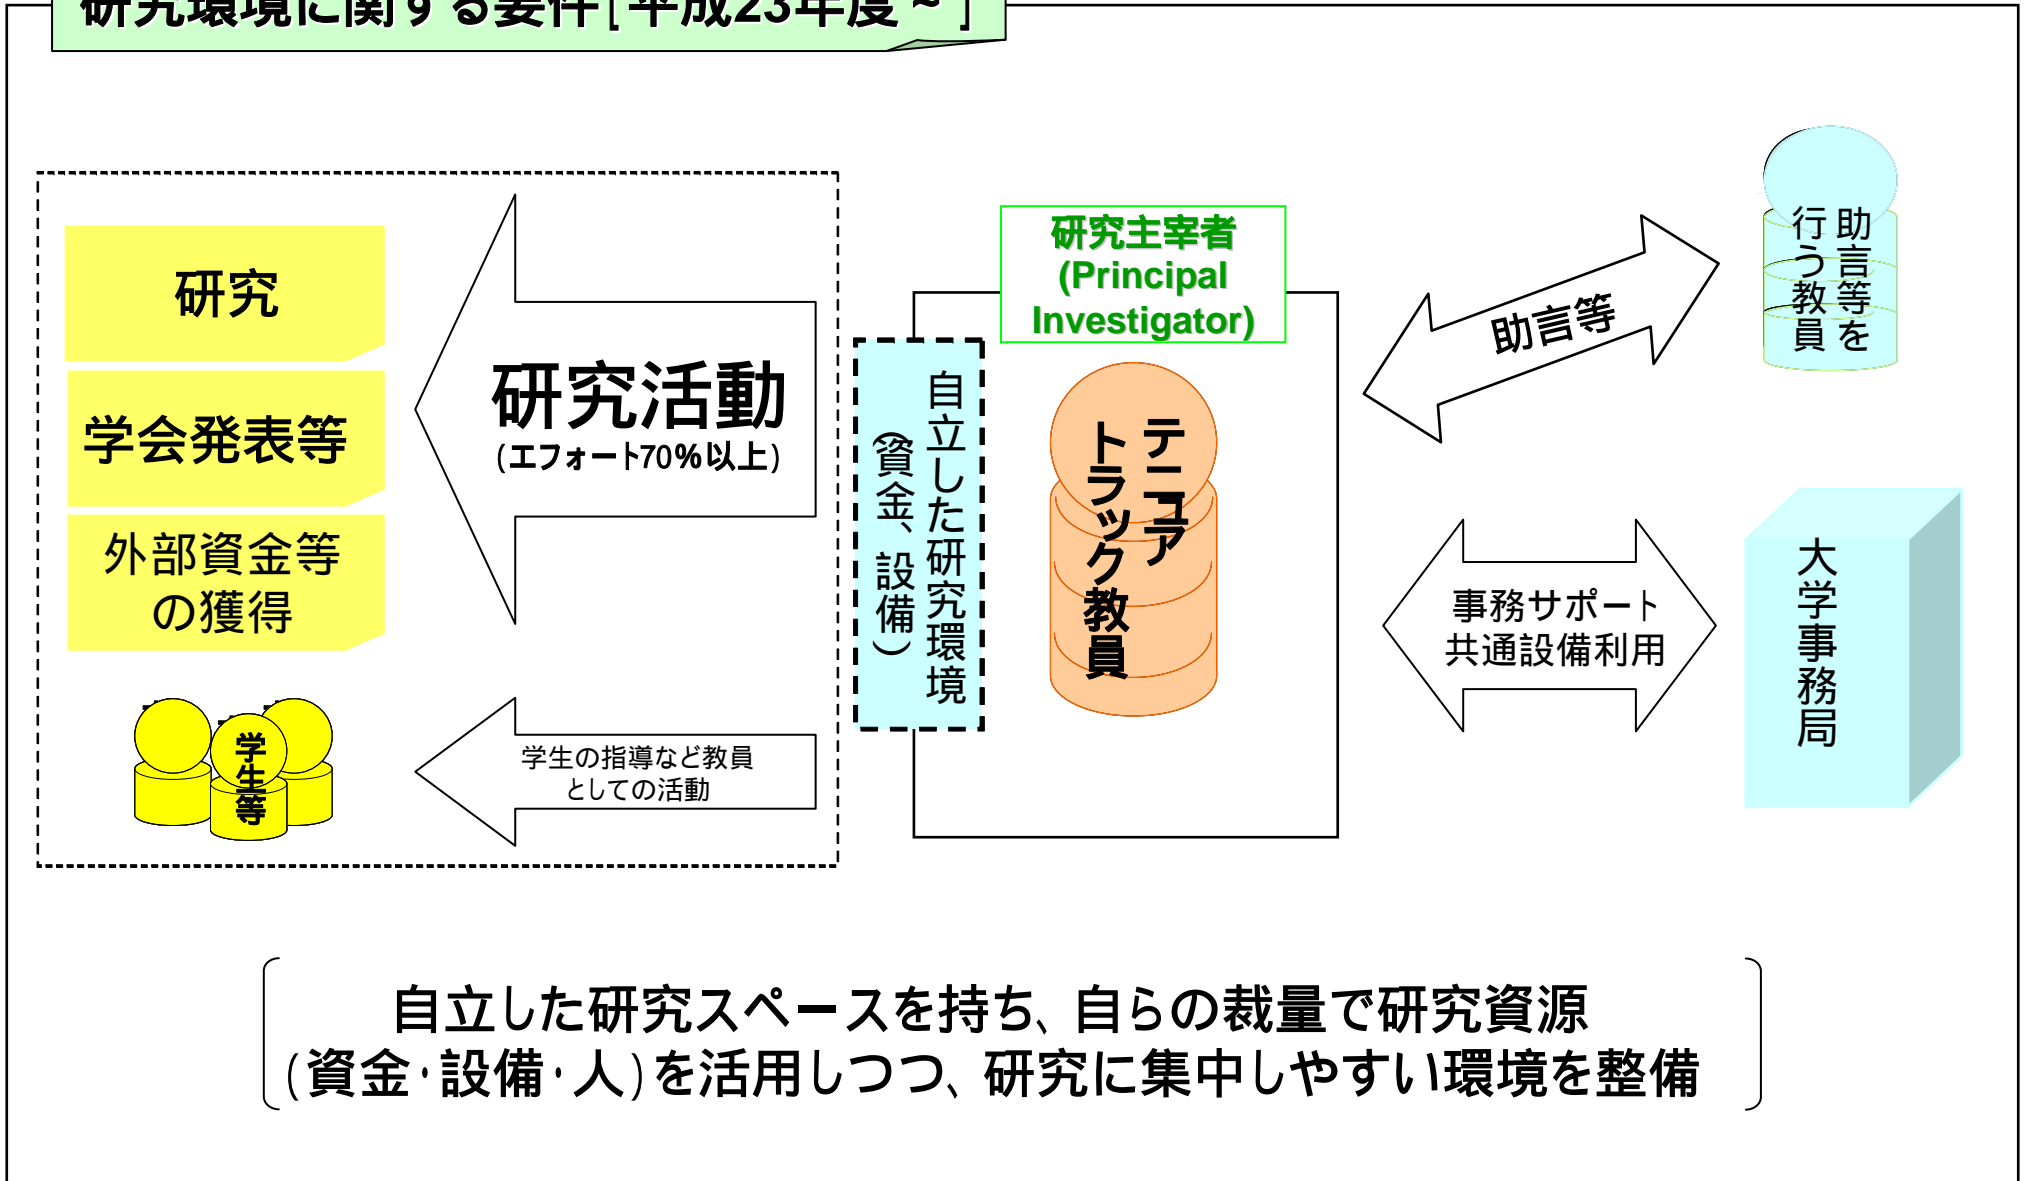 研究環境に関する要件[平成23年度~]
研究
学会発表等
外部資金等
の獲得
学生等
研究活動
(エフォート70%以上)
学生の指導など教員
としての活動
自立した研究環境
(資金、設備)
研究主宰者
(Principal
Investigator)
テニュア
トラック教員
助言等
助言等を
行う教員
事務サポート
共通設備利用
大学事務局
自立した研究スペースを持ち、自らの裁量で研究資源
(資金・設備・人)を活用しつつ、研究に集中しやすい環境を整備